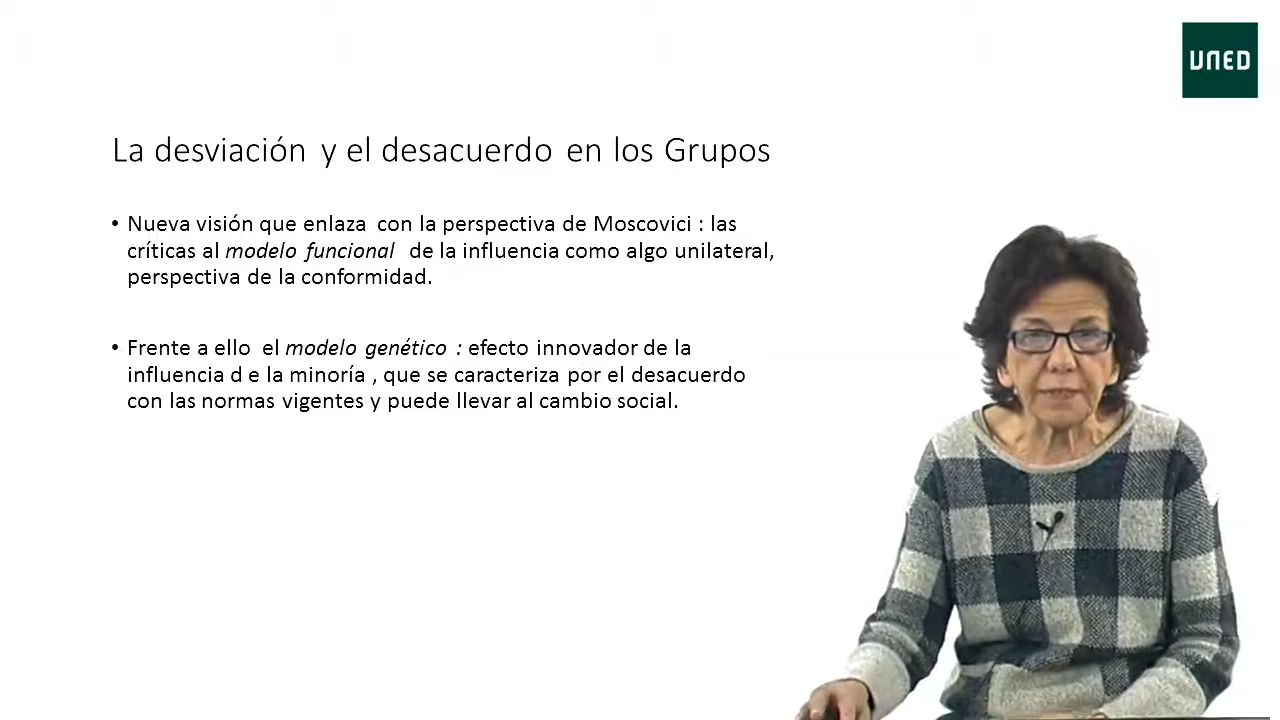 UNED
La desviación y el desacuerdo en los Grupos
• Nueva visión que enlaza con la perspectiva de Moscovici : las
críticas al modelo funcional de la influencia como algo unilateral,
perspectiva de la conformidad.
• Frente a ello el modelo genético : efecto innovador de la
influencia d e la minoría , que se caracteriza por el desacuerdo
con las normas vigentes y puede llevar al cambio social.